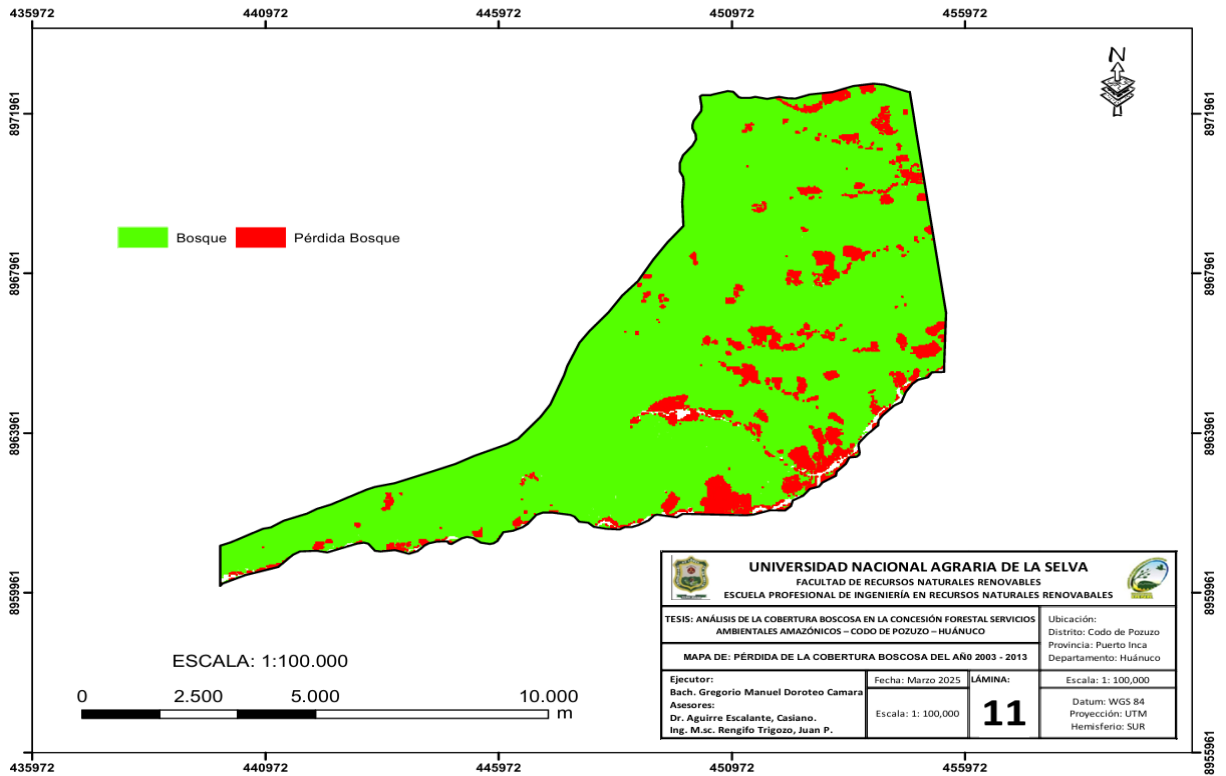 435972 440972 445972 450972 455972
N
8971961 8971961
Bosque Pérdida Bosque
8967961 8967961
8963961 8963961
8959961 8959961
UNIVERSIDAD NACIONAL AGRARIA DE LA SELVA
FACULTAD DE RECURSOS NATURALES RENOVABLES
ESCUELA PROFESIONAL DE INGENIERÍA EN RECURSOS NATURALES RENOVABALES
TESIS: ANÁLISIS DE LA COBERTURA BOSCOSA EN LA CONCESIÓN FORESTAL SERVICIOS
AMBIENTALES AMAZÓNICOS – CODO DE POZUZO – HUÁNUCO
Ubicación:
Distrito: Codo de Pozuzo
Provincia: Puerto Inca
Departamento: Huánuco
MAPA DE: PÉRDIDA DE LA COBERTURA BOSCOSA DEL AÑ0 2003 - 2013
ESCALA: 1:100.000
0 2.500 5.000 10.000
m
Ejecutor:
Bach. Gregorio Manuel Doroteo Camara
Asesores:
Dr. Aguirre Escalante, Casiano.
Ing. M.sc. Rengifo Trigozo, Juan P.
Fecha: Marzo 2025
Escala: 1: 100,000
LÁMINA:
11
Escala: 1: 100,000
Datum: WGS 84
Proyección: UTM
Hemisferio: SUR
8955961
435972 440972 445972 450972 455972